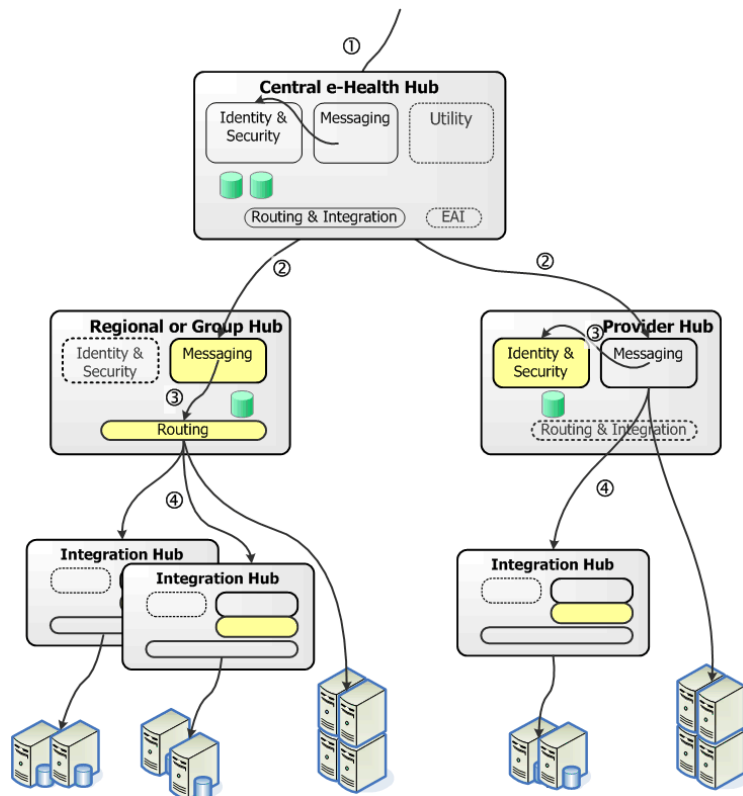 ①
Central e-Health Hub
Identity &
Security
Messaging
Utility
Routing & Integration
EAI
②
②
Regional or Group Hub
Identity &
Security
Messaging
③
Routing
Provider Hub
③
Identity &
Security
Messaging
Routing & Integration
④
④
Integration Hub
Integration Hub
Integration Hub